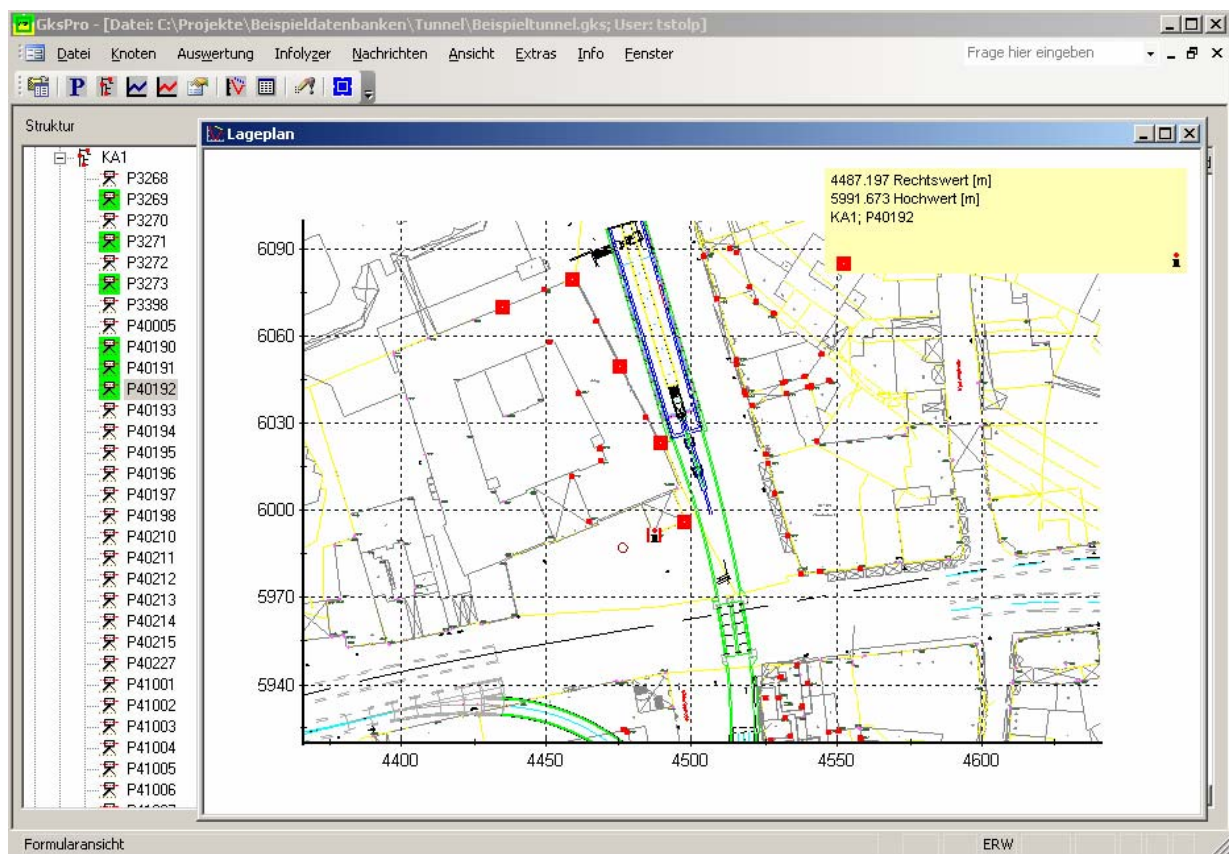 GksPro - [Datei: C:\Projekte\Beispieldatenbanken\Tunnel\Beispieltunnel.gks; User: tstolp]
Datei Knoten Auswertung Infolyzer Nachrichten Ansicht Extras Info Fenster Frage hier eingeben
P
Struktur
KA1
P3268
P3269
P3270
P3271
P3272
P3273
P3398
P40005
P40190
P40191
P40192
P40193
P40194
P40195
P40196
P40197
P40198
P40210
P40211
P40212
P40213
P40214
P40215
P40227
P41001
P41002
P41003
P41004
P41005
P41006
Lageplan
4487.197 Rechtswert [m]
5991.673 Hochwert [m]
KA1; P40192
6090
6060
6030
6000
5970
5940
4400 4450 4500 4550 4600
Formularansicht ERW